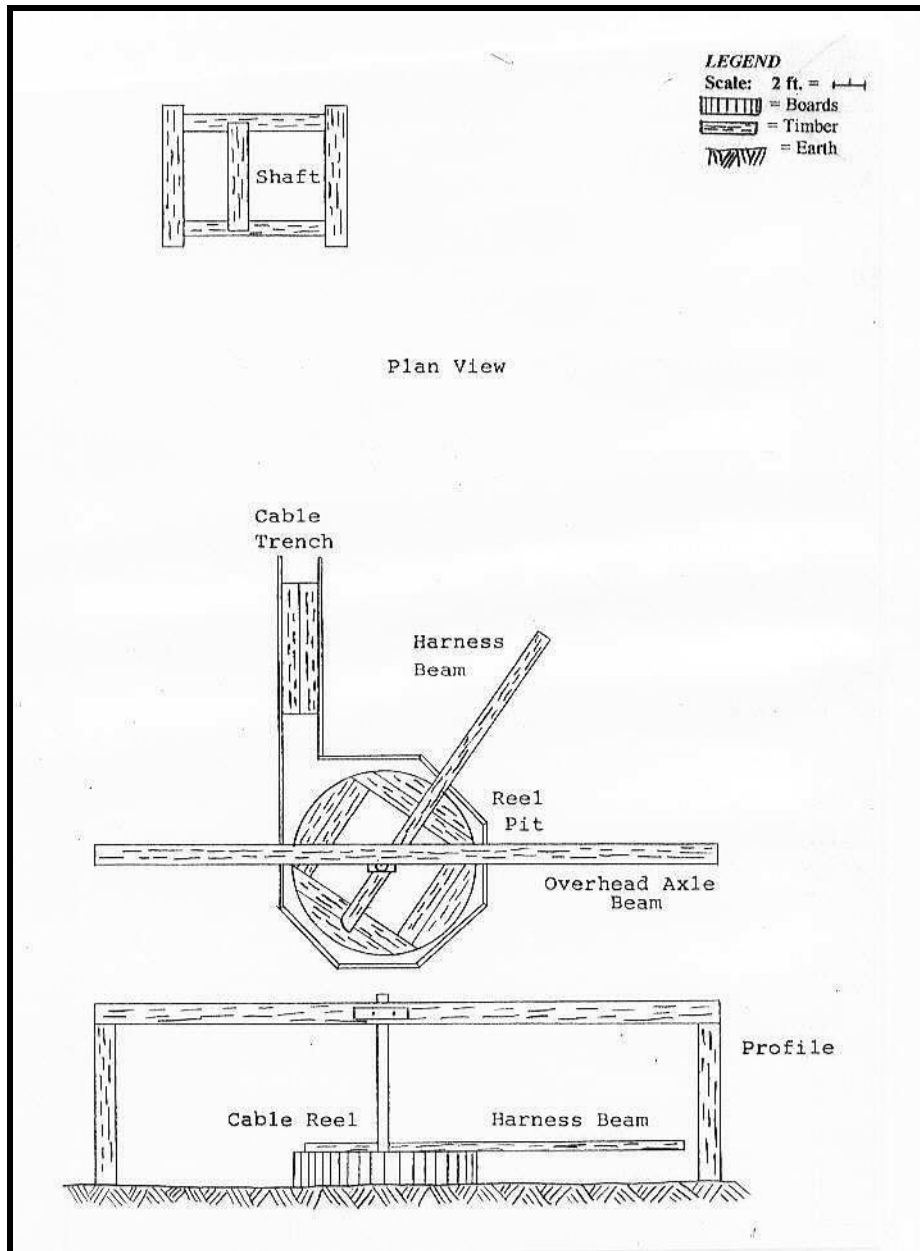 LEGEND
Scale: 2 ft. =
= Boards
= Timber
= Earth
Shaft
Plan View
Cable
Trench
Harness
Beam
Reel
Pit
Overhead Axle
Beam
Profile
Cable Reel
Harness Beam